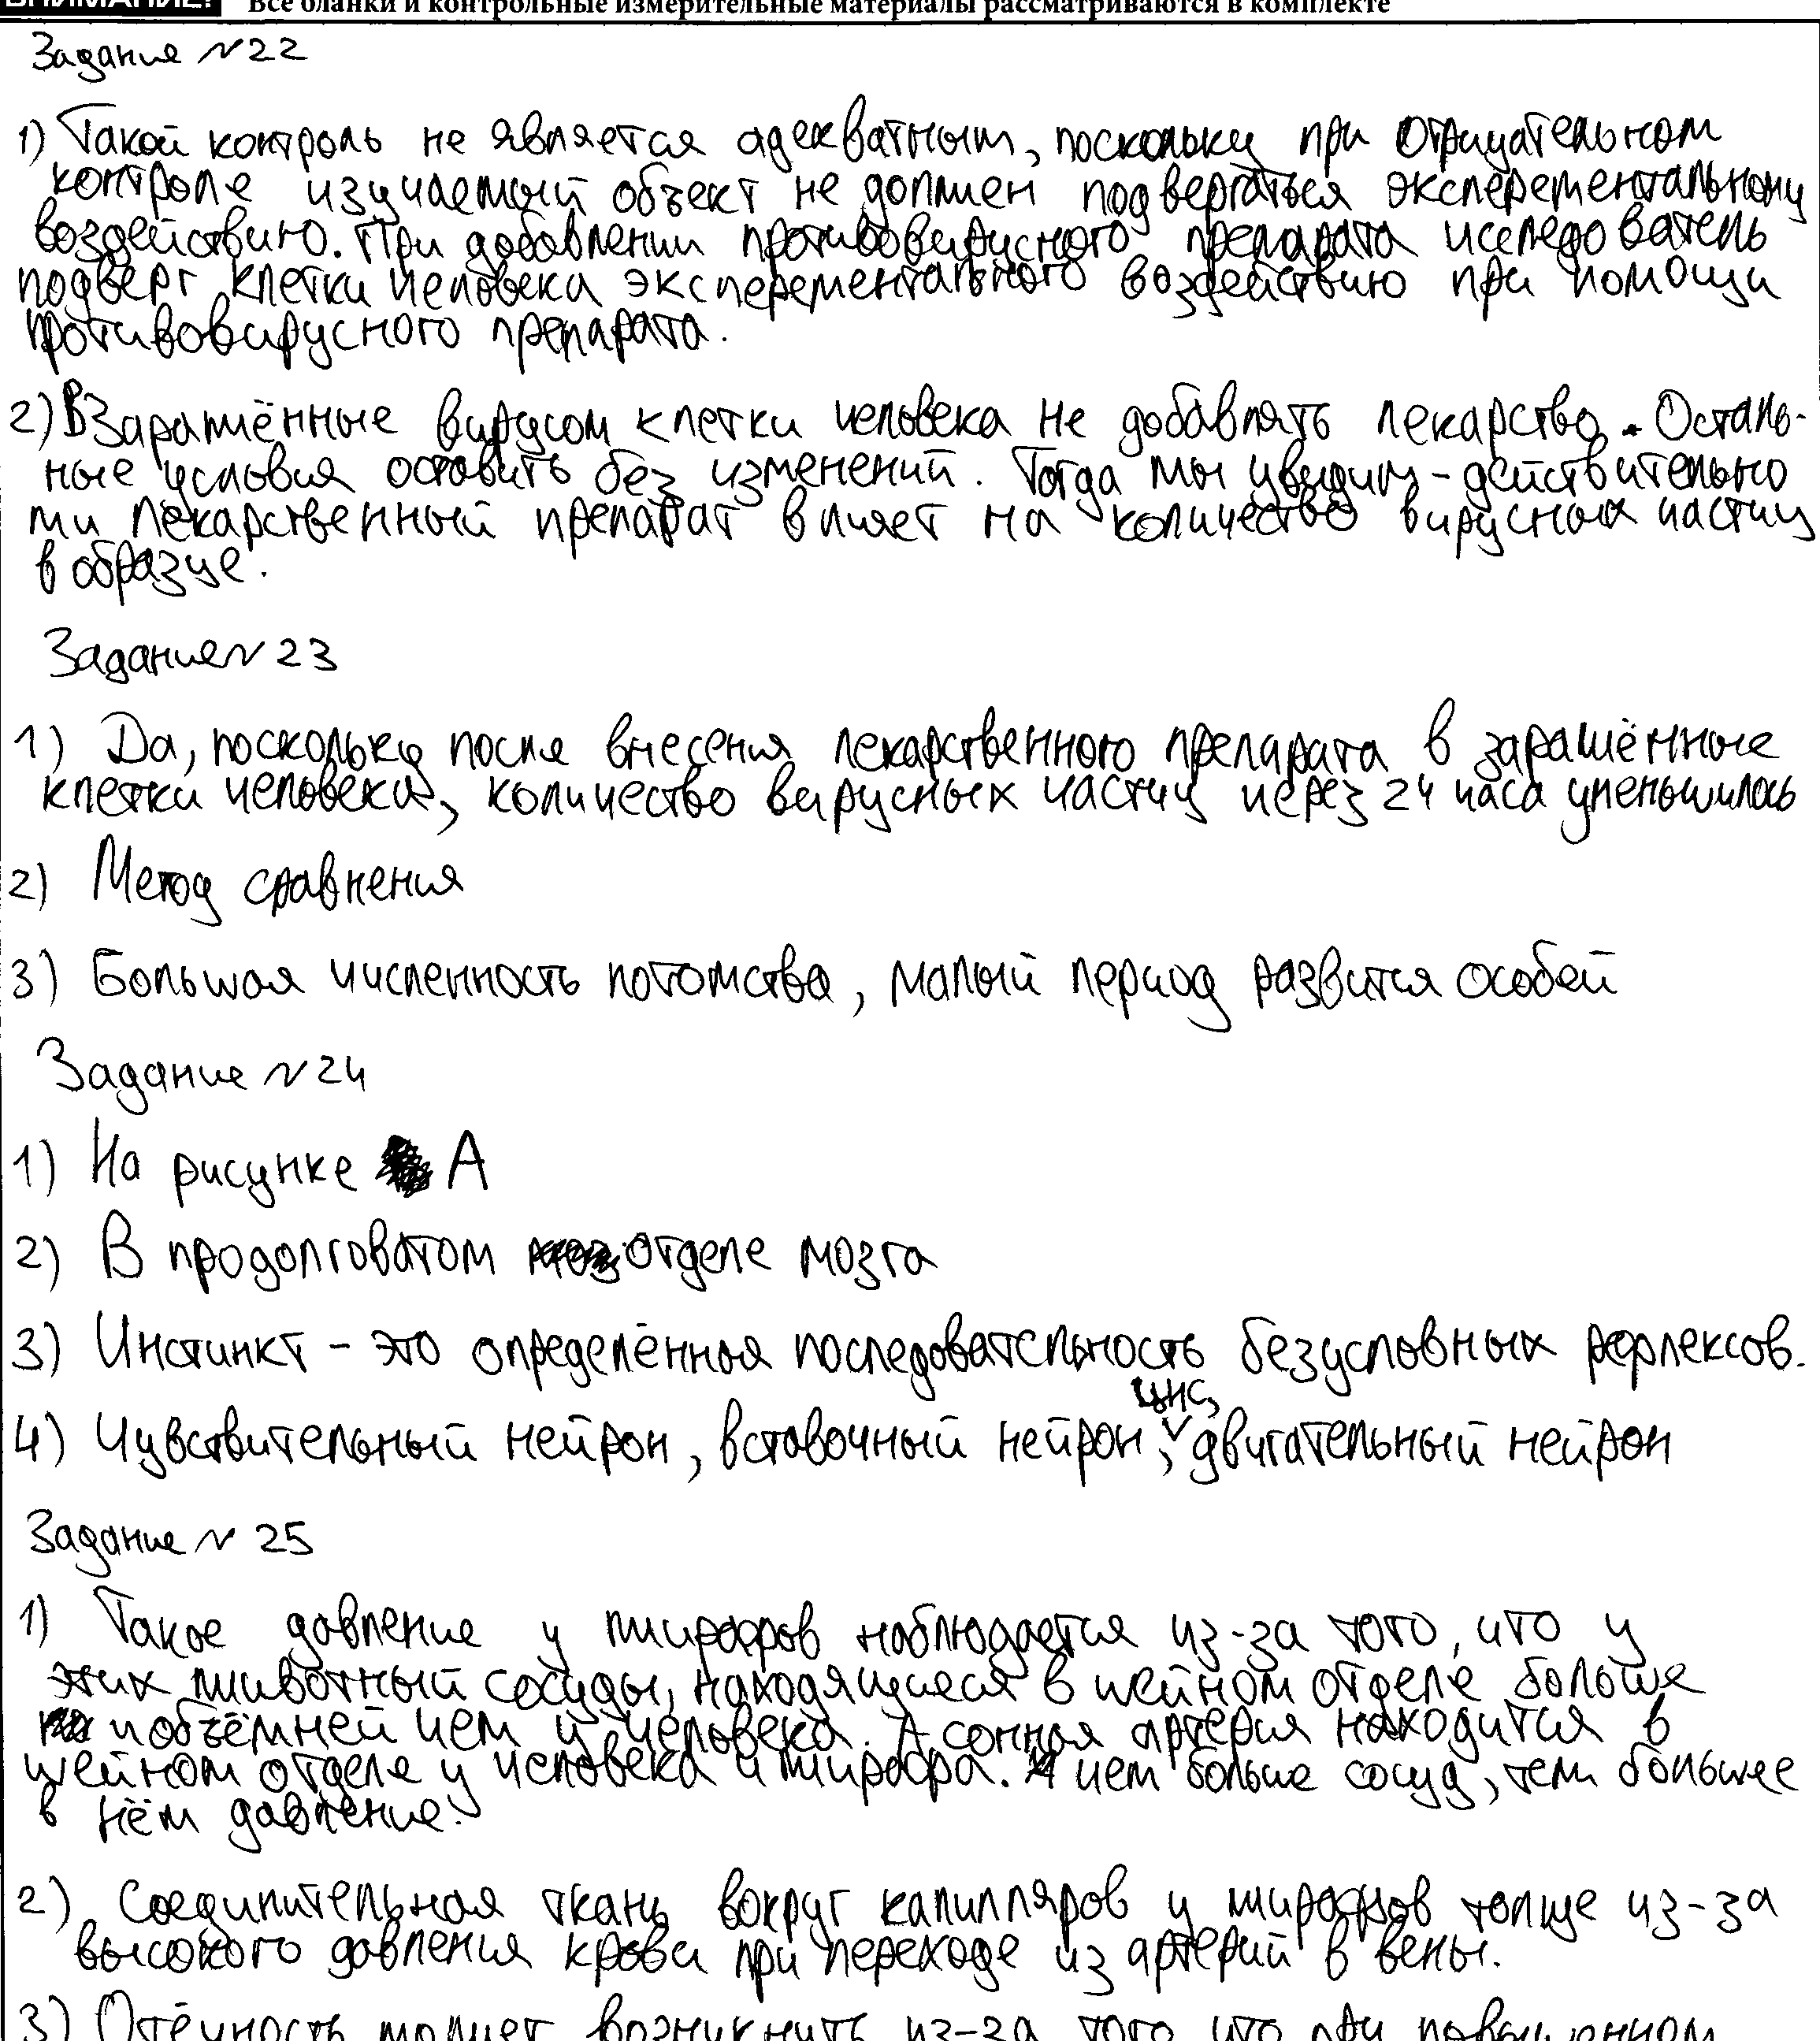 ВНИМАНИЕ! Все бланки и контрольные измерительные материалы рассматриваются в комплекте
Задание №22
1) Такой контроль не является адекватным, поскольку при отрицательном
контроле изучаемый объект не должен подвергаться эксперементальному
воздействию. При добавлении противовирусного препарата иследователь
подверг клетки человека эксперементального воздействию при помощи
противовирусного препарата.
2) В заражённые вирусом клетки человека не добавлять лекарство. Осталь-
ные условия оставить без изменений. Тогда мы увидим - действительно
ли лекарственный препарат влияет на количество вирусных частиц
в образце.
Задание №23
1) Да, поскольку после внесения лекарственного препарата в заражённые
клетки человека, количество вирусных частиц через 24 часа уменьшилось
2) Метод сравнения
3) Большая численность потомства, малый период развития особей
Задание №24
1) На рисунке А
2) В продолговатом отделе мозга
3) Инстинкт - это определённая последовательность безусловных рефлексов.
4) Чувствительный нейрон, вставочный нейрон, ЦНС, двигательный нейрон
Задание №25
1) Такое давление у жирафов наблюдается из-за того, что у
этих животный сосуды, находящиеся в шейном отделе больше
и объёмней чем у человека. А сонная артерия находится в
шейном отделе у человека и жирафа. А чем больше сосуд, тем большее
в нём давление.
2) Соединительная ткань вокруг капилляров у жирафов толще из-за
высокого давления крови при переходе из артерий в вены.
3) Отёчность может возникнуть из-за того что при повышенном